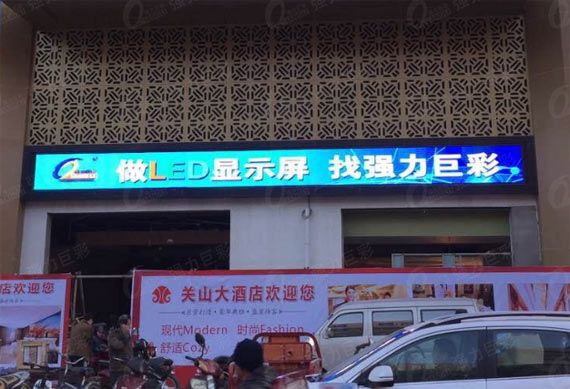 做LED显示屏 找强力巨彩
店欢迎您
关山大酒店欢迎您
现代Modern 时尚Fashion
舒适Cozy